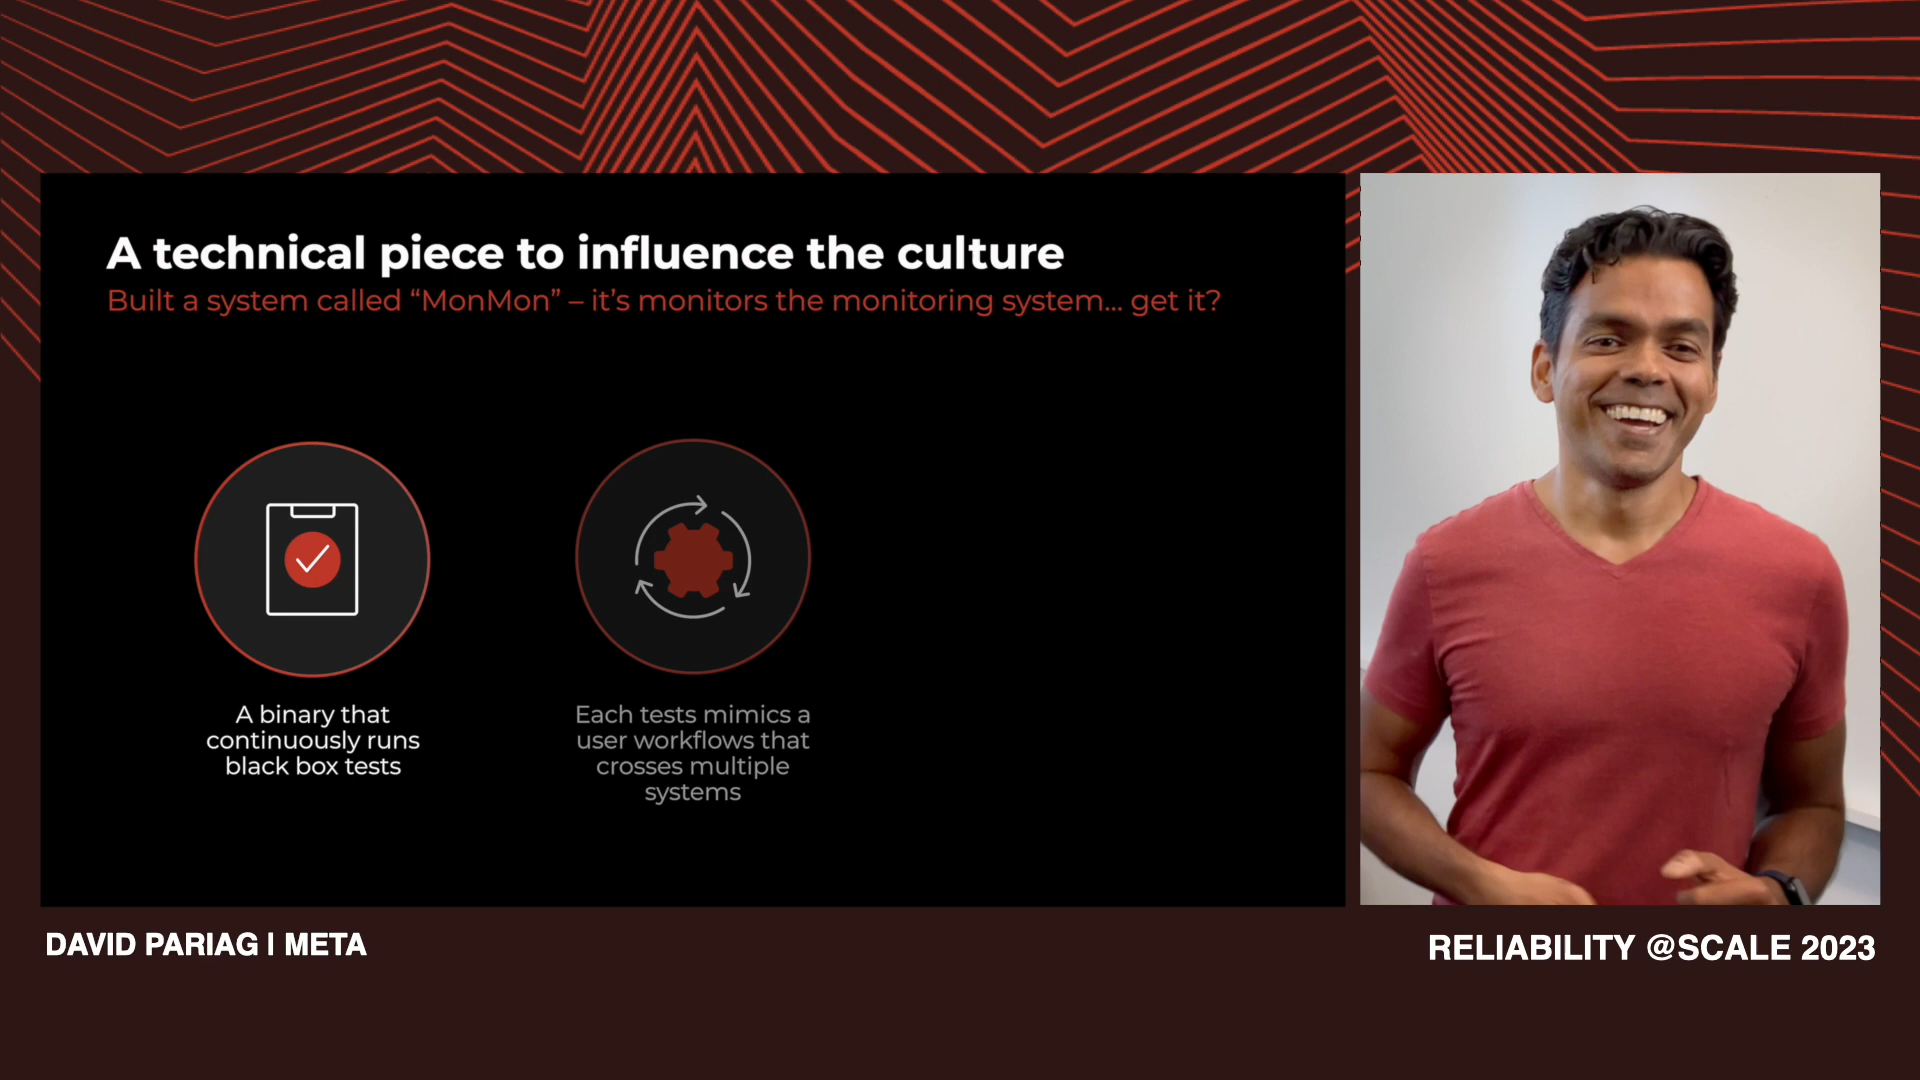 A technical piece to influence the culture
Built a system called “MonMon” – it’s monitors the monitoring system... get it?
A binary that
continuously runs
black box tests
Each tests mimics a
user workflows that
crosses multiple
systems
DAVID PARIAG | META
RELIABILITY @SCALE 2023